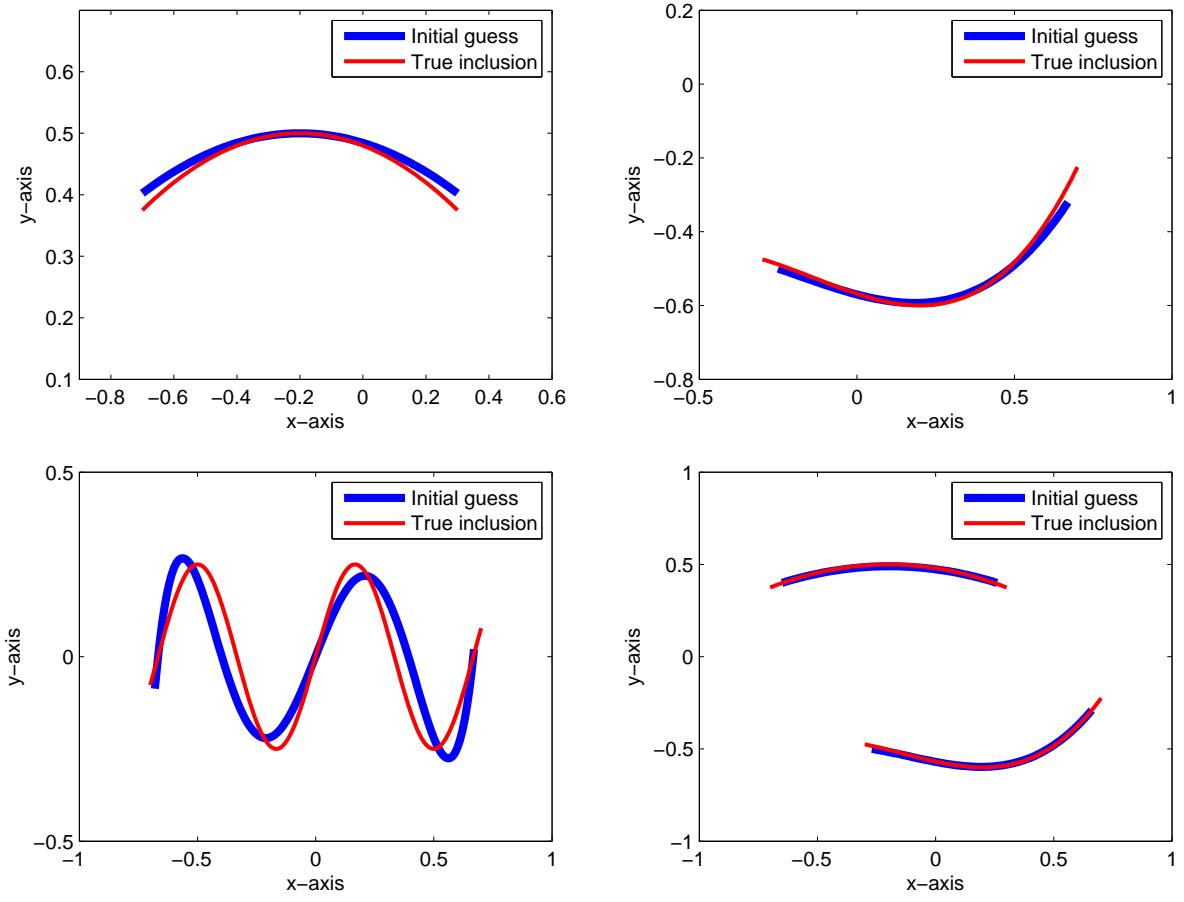 Initial guess
True inclusion
0.6
0.5
0.4
0.3
0.2
0.1
y−axis
−0.8 −0.6 −0.4 −0.2 0 0.2 0.4 0.6
x−axis
Initial guess
True inclusion
0.2
0
−0.2
−0.4
−0.6
−0.8
y−axis
−0.5 0 0.5 1
x−axis
Initial guess
True inclusion
0.5
0
−0.5
y−axis
−1 −0.5 0 0.5 1
x−axis
Initial guess
True inclusion
1
0.5
0
−0.5
−1
y−axis
−1 −0.5 0 0.5 1
x−axis